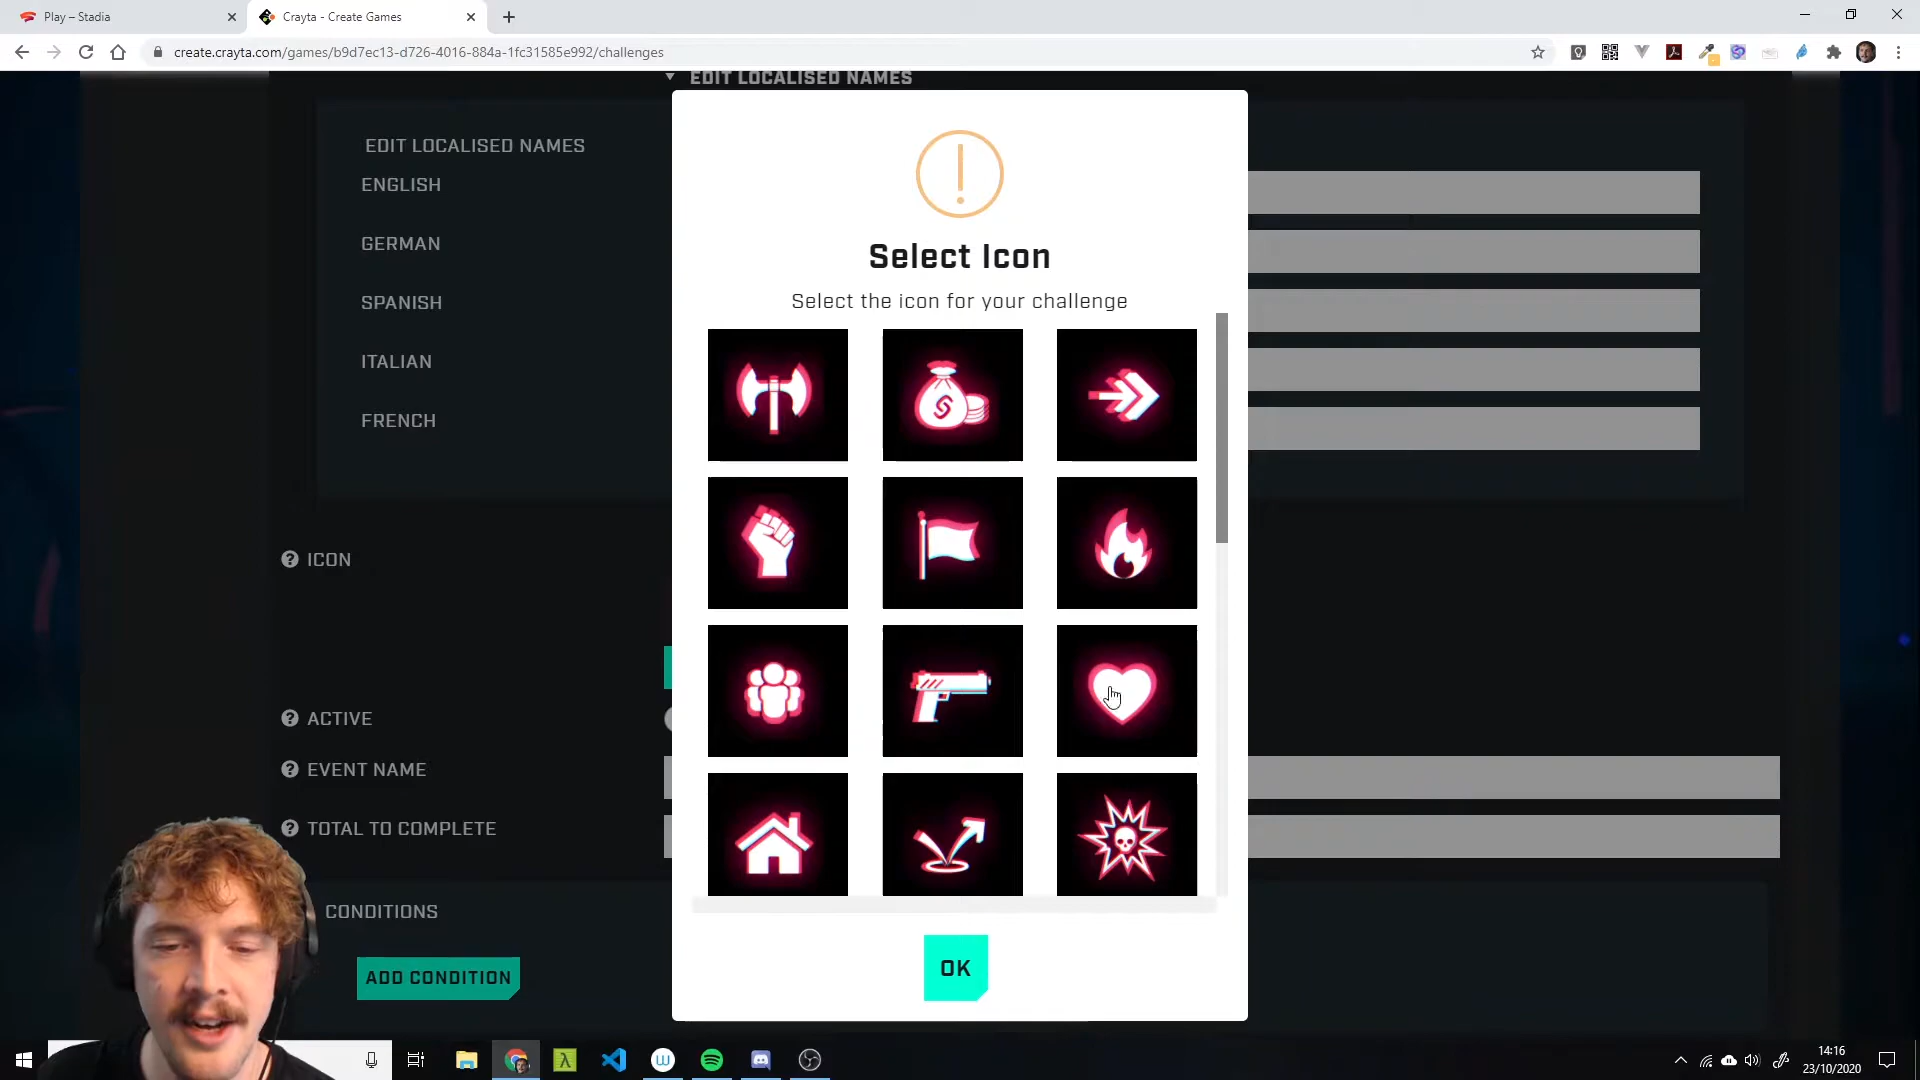 Play – Stadia
Crayta - Create Games
create.crayta.com/games/b9d7ec13-d726-4016-884a-1fc31585e992/challenges
EDIT LOCALISED NAMES
EDIT LOCALISED NAMES
ENGLISH
GERMAN
SPANISH
ITALIAN
FRENCH
Select Icon
Select the icon for your challenge
ICON
ACTIVE
EVENT NAME
TOTAL TO COMPLETE
CONDITIONS
ADD CONDITION
OK
14:16
23/10/2020